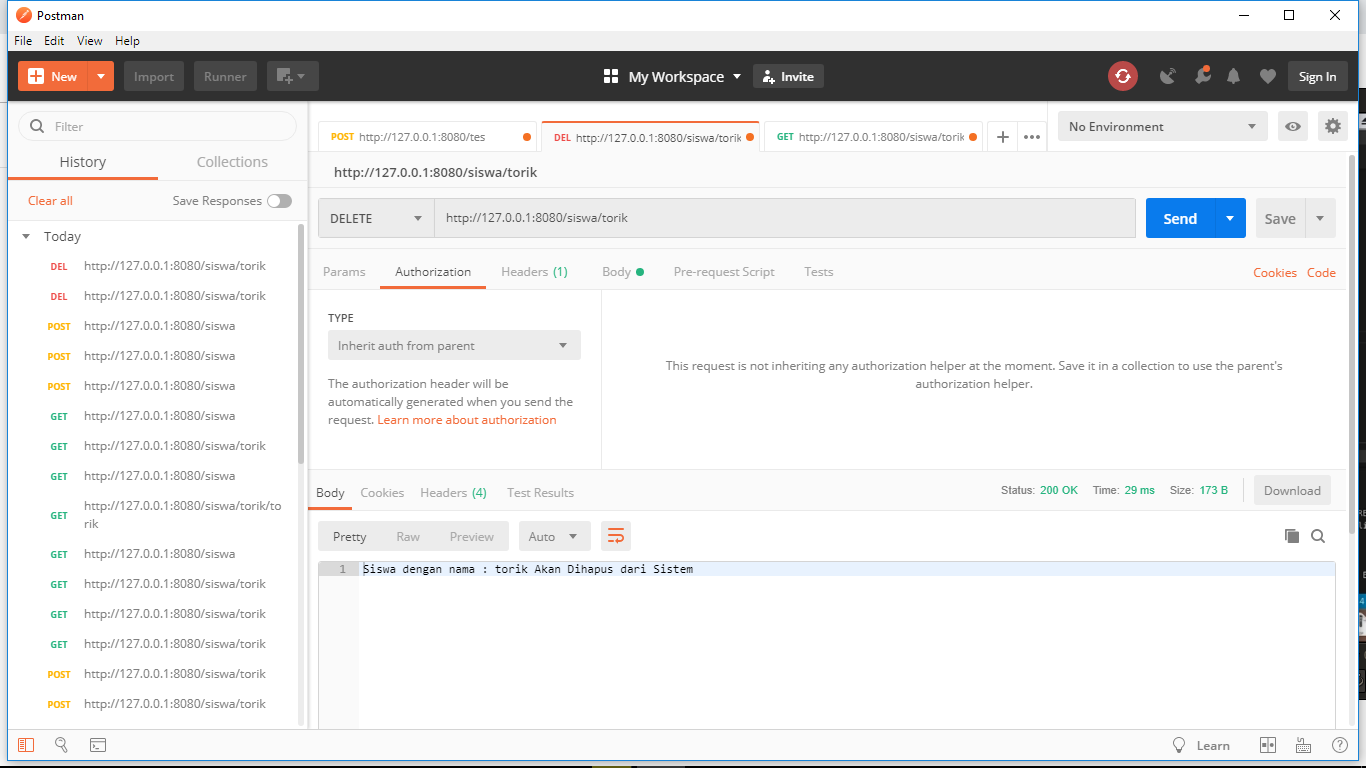 Postman
File Edit View Help
New Import Runner My Workspace Invite Sign In
Filter
History Collections
Clear all Save Responses
Today
DEL http://127.0.0.1:8080/siswa/torik
DEL http://127.0.0.1:8080/siswa/torik
POST http://127.0.0.1:8080/siswa
POST http://127.0.0.1:8080/siswa
POST http://127.0.0.1:8080/siswa
GET http://127.0.0.1:8080/siswa
GET http://127.0.0.1:8080/siswa/torik
GET http://127.0.0.1:8080/siswa
GET http://127.0.0.1:8080/siswa/torik/to
rik
GET http://127.0.0.1:8080/siswa
GET http://127.0.0.1:8080/siswa/torik
GET http://127.0.0.1:8080/siswa/torik
GET http://127.0.0.1:8080/siswa/torik
POST http://127.0.0.1:8080/siswa/torik
POST http://127.0.0.1:8080/siswa/torik
POST http://127.0.0.1:8080/tes DEL http://127.0.0.1:8080/siswa/torik GET http://127.0.0.1:8080/siswa/torik No Environment
http://127.0.0.1:8080/siswa/torik
DELETE http://127.0.0.1:8080/siswa/torik Send Save
Params Authorization Headers (1) Body Pre-request Script Tests Cookies Code
TYPE
Inherit auth from parent
The authorization header will be
automatically generated when you send the
request. Learn more about authorization
This request is not inheriting any authorization helper at the moment. Save it in a collection to use the parent's
authorization helper.
Body Cookies Headers (4) Test Results Status: 200 OK Time: 29 ms Size: 173 B Download
Pretty Raw Preview Auto
1 Siswa dengan nama : torik Akan Dihapus dari Sistem
Learn